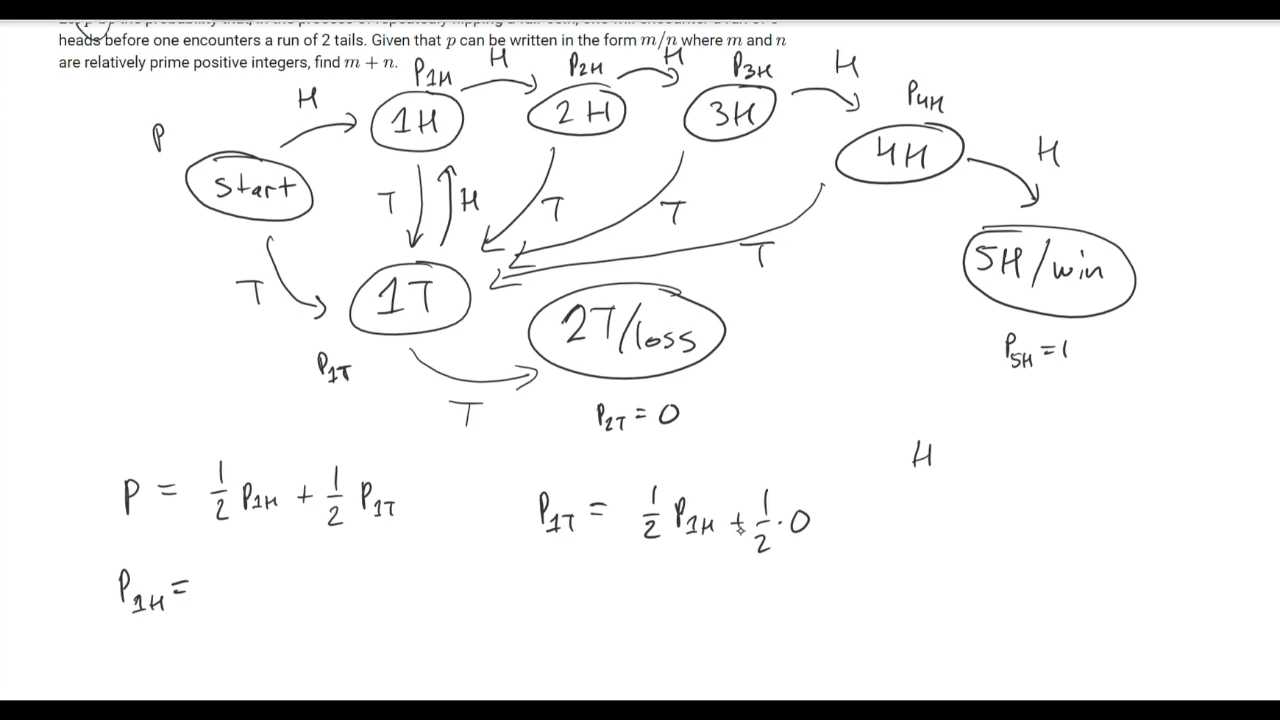 heads before one encounters a run of 2 tails. Given that p can be written in the form m/n where m and n
are relatively prime positive integers, find m + n.
H
H
H
H
P1H
P2H
P3H
P4H
P
1H
2H
3H
4H
H
Start
T
H
T
T
T
T
1T
2T/loss
5H/win
P1T
T
P2T = 0
P5H = 1
H
P = 1/2 P1H + 1/2 P1T
P1T = 1/2 P1H + 1/2 · 0
P1H =